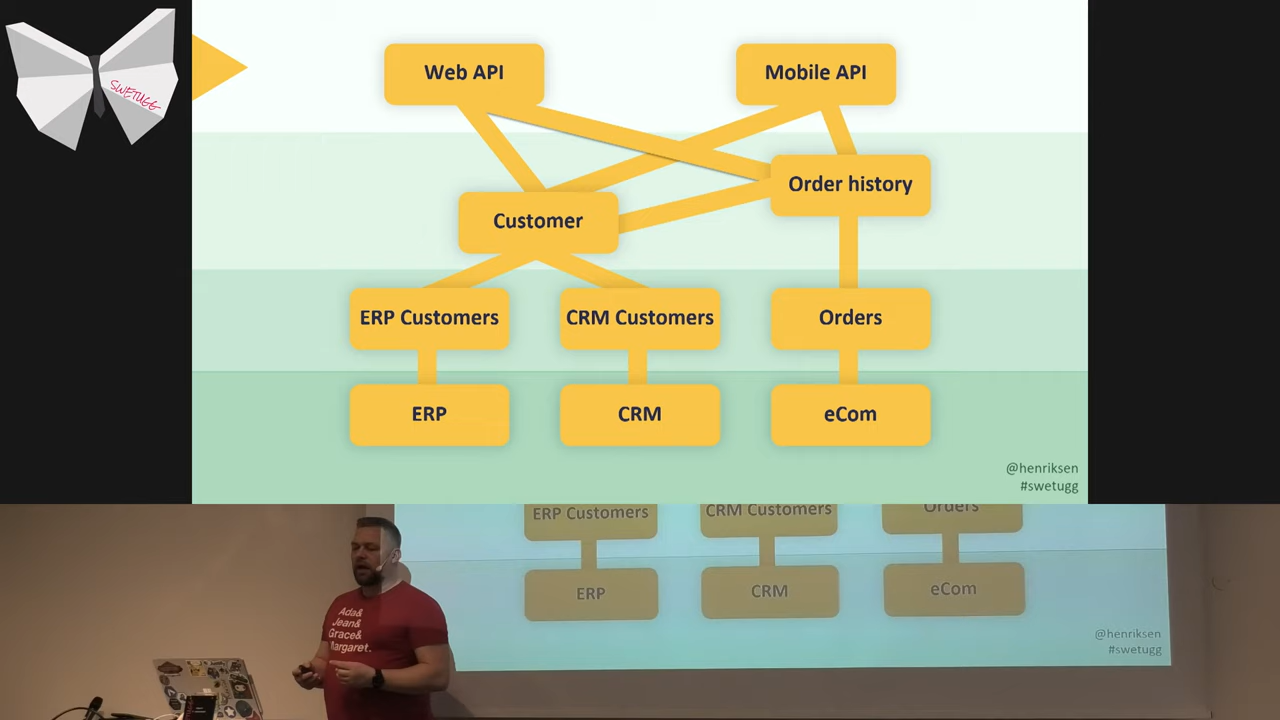 SWETUGG
Web API
Mobile API
Order history
Customer
ERP Customers
CRM Customers
Orders
ERP
CRM
eCom
@henriksen
#swetugg
ERP Customers
CRM Customers
Orders
ERP
CRM
eCom
@henriksen
#swetugg
Ada&
Jean&
Grace&
Margaret.